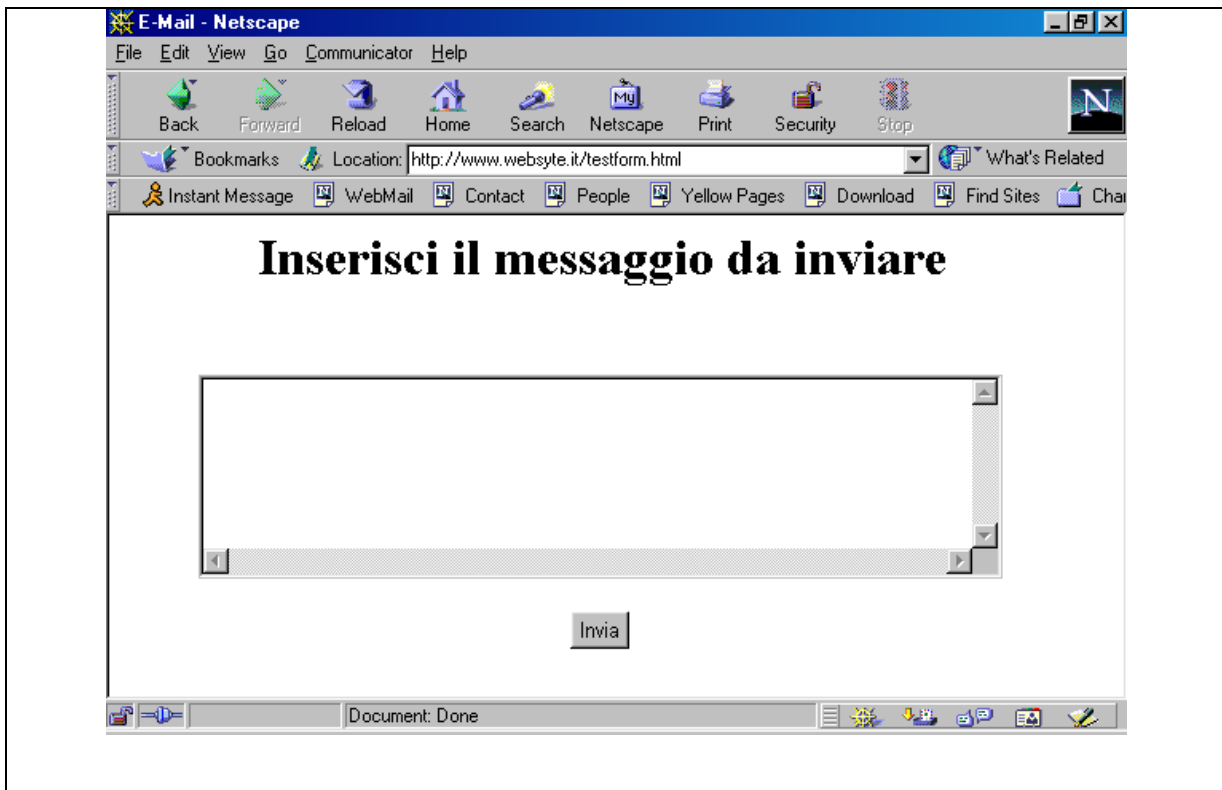 E-Mail - Netscape
File Edit View Go Communicator Help
Back Forward Reload Home Search Netscape Print Security Stop
My
N
Bookmarks Location: http://www.websyte.it/testform.html What's Related
Instant Message WebMail Contact People Yellow Pages Download Find Sites Chan
Inserisci il messaggio da inviare
Invia
Document: Done